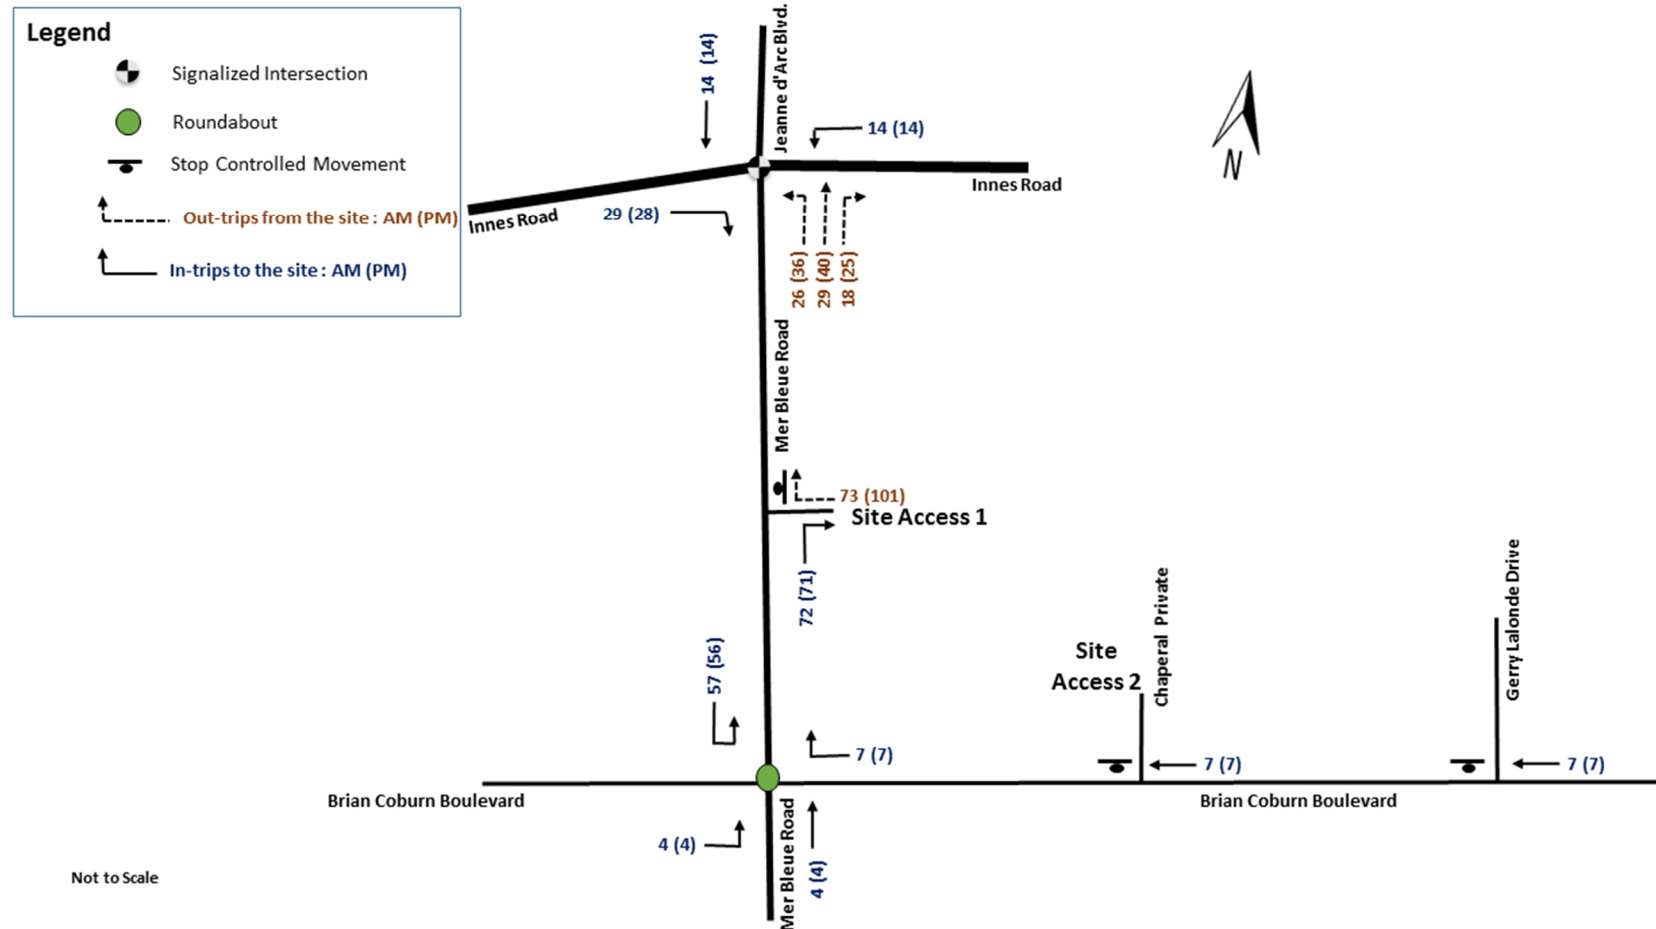 Legend
Signalized Intersection
Roundabout
Stop Controlled Movement
Out-trips from the site : AM (PM)
In-trips to the site : AM (PM)
14 (14)
Jeanne d'Arc Blvd.
14 (14)
N
Innes Road
Innes Road
29 (28)
26 (36)
29 (40)
18 (25)
Mer Bleue Road
73 (101)
Site Access 1
72 (71)
57 (56)
7 (7)
Site
Access 2
Chaperal Private
7 (7)
Gerry Lalonde Drive
7 (7)
Brian Coburn Boulevard
Brian Coburn Boulevard
4 (4)
Mer Bleue Road
4 (4)
Not to Scale